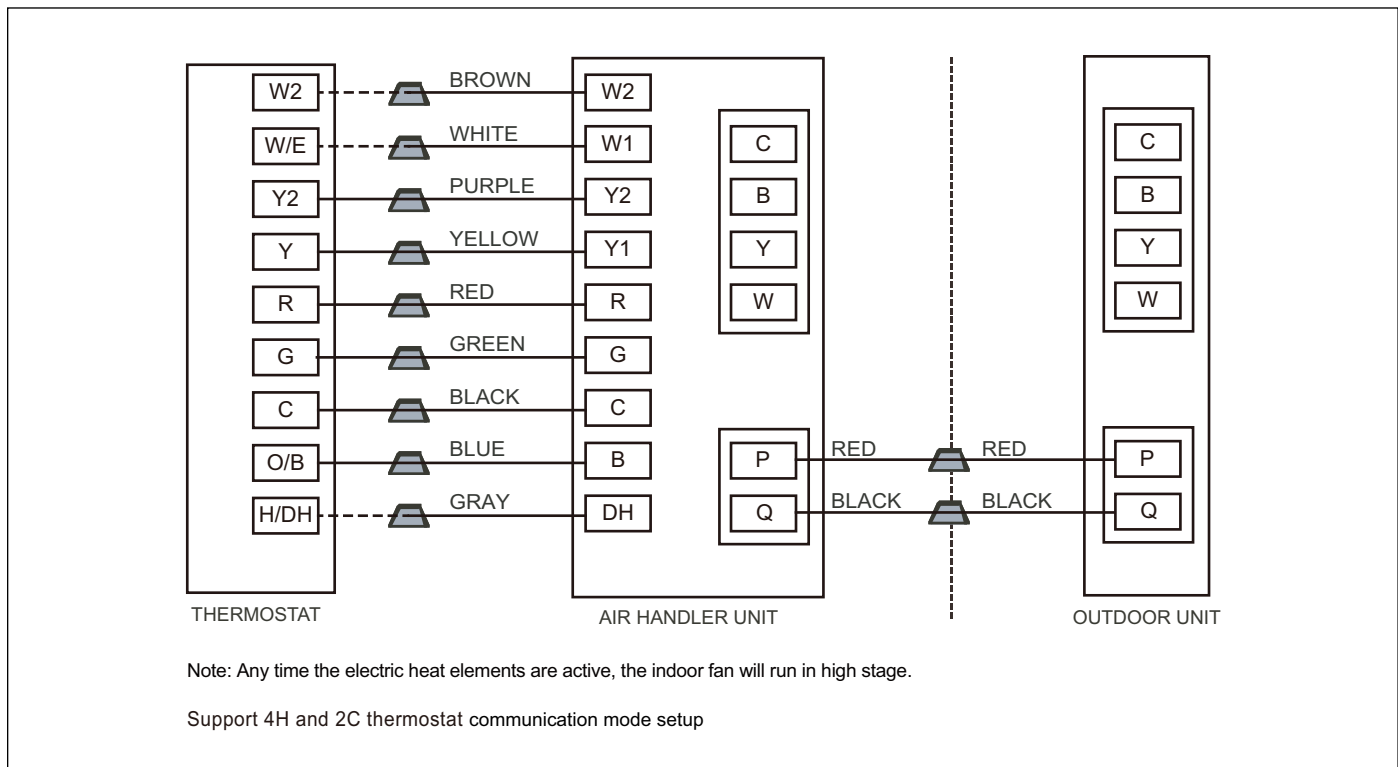 W2 BROWN W2
W/E WHITE W1 C C
Y2 PURPLE Y2 B B
Y YELLOW Y1 Y Y
R RED R W W
G GREEN G
C BLACK C
O/B BLUE B P RED RED P
H/DH GRAY DH Q BLACK BLACK Q
THERMOSTAT AIR HANDLER UNIT OUTDOOR UNIT
Note: Any time the electric heat elements are active, the indoor fan will run in high stage.
Support 4H and 2C thermostat communication mode setup